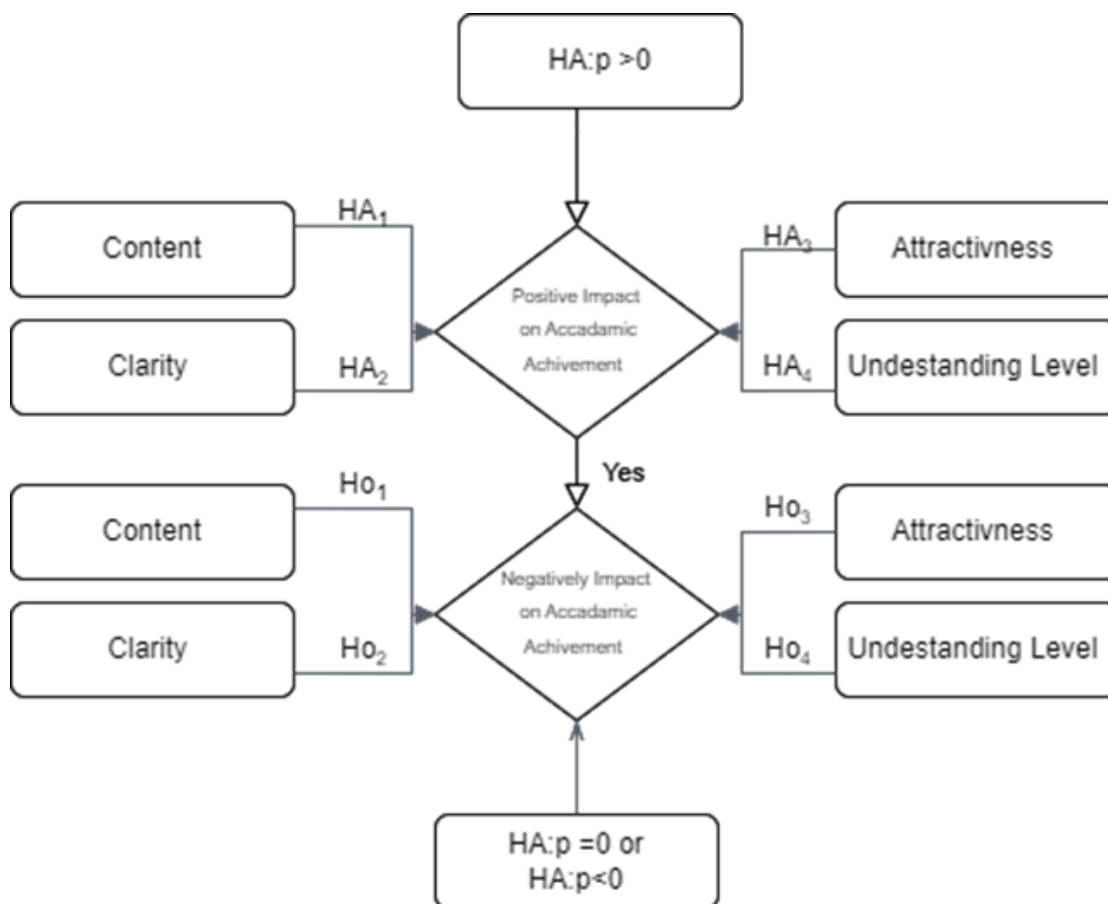 HA:p >0
HA₁
Content
HA₃
Attractivness
Positive Impact
on Accadamic
Achivement
Clarity
HA₂
HA₄
Undestanding Level
Yes
Ho₁
Content
Ho₃
Attractivness
Negatively Impact
on Accadamic
Achivement
Clarity
Ho₂
Ho₄
Undestanding Level
HA:p =0 or
HA:p<0